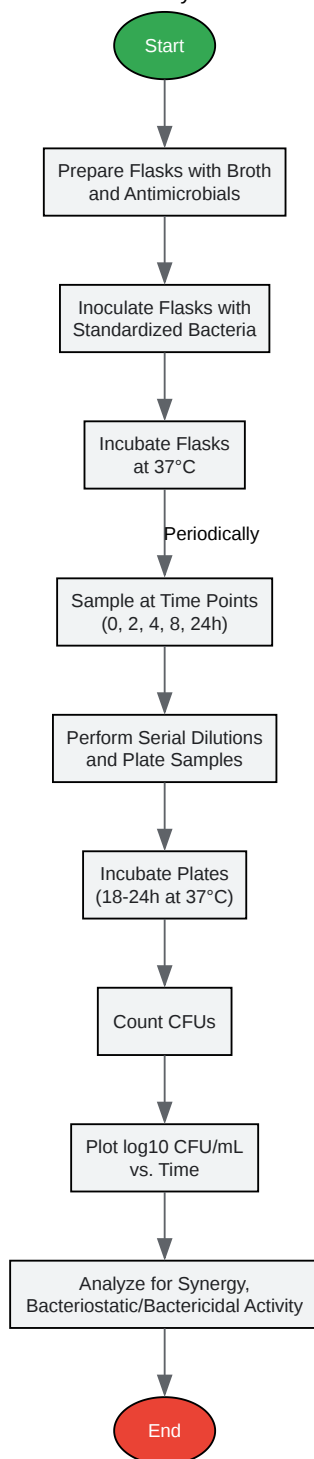 Start
Prepare Flasks with Broth
and Antimicrobials
Inoculate Flasks with
Standardized Bacteria
Incubate Flasks
at 37°C
Periodically
Sample at Time Points
(0, 2, 4, 8, 24h)
Perform Serial Dilutions
and Plate Samples
Incubate Plates
(18-24h at 37°C)
Count CFUs
Plot log10 CFU/mL
vs. Time
Analyze for Synergy,
Bacteriostatic/Bactericidal Activity
End